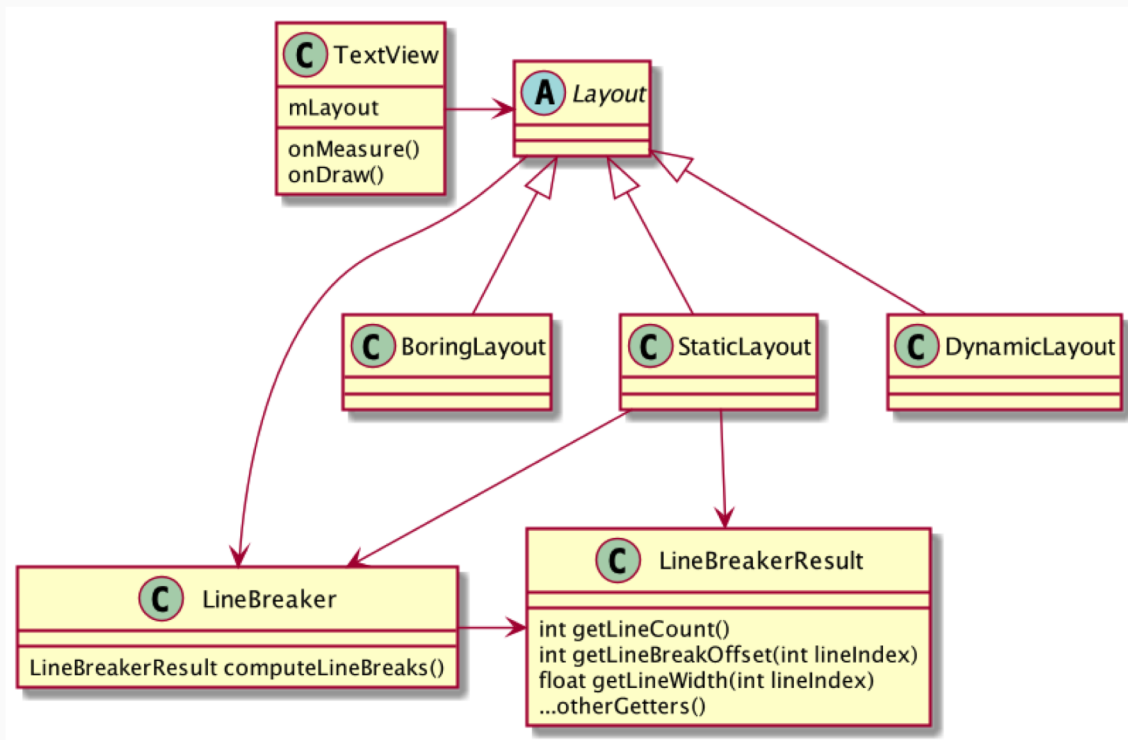 C TextView
mLayout
onMeasure()
onDraw()
A Layout
C BoringLayout
C StaticLayout
C DynamicLayout
C LineBreaker
LineBreakerResult computeLineBreaks()
C LineBreakerResult
int getLineCount()
int getLineBreakOffset(int lineIndex)
float getLineWidth(int lineIndex)
...otherGetters()